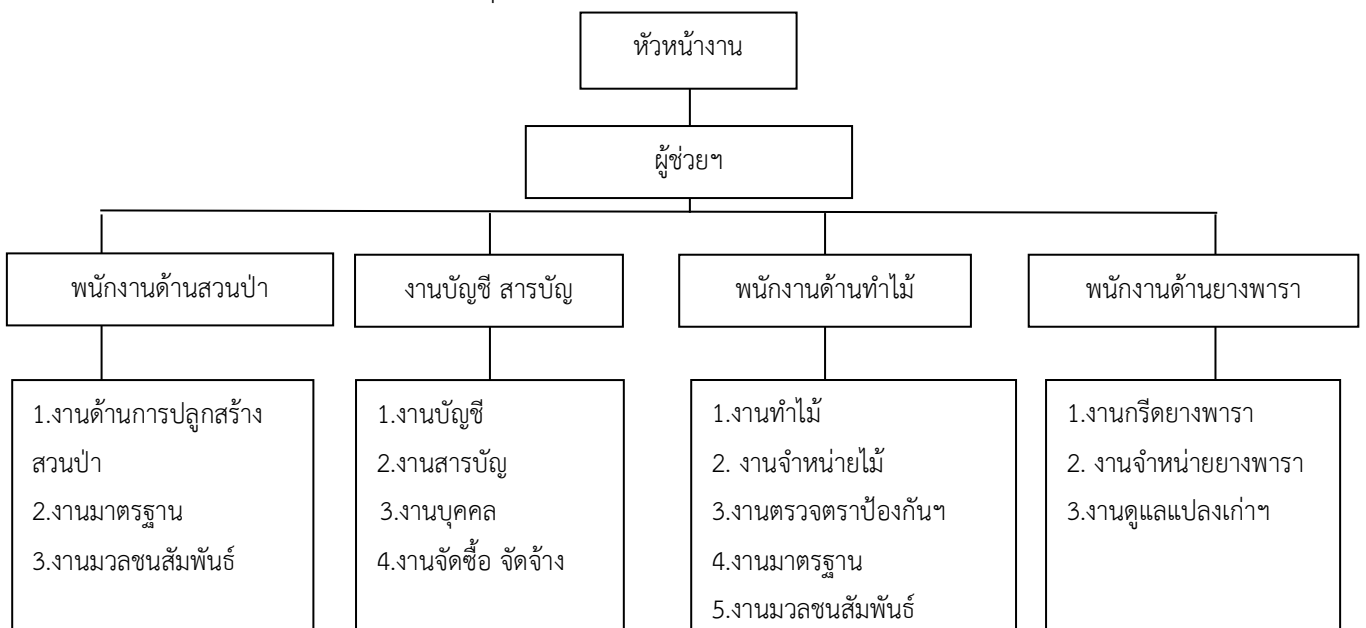 หัวหน้างาน
ผู้ช่วยฯ
พนักงานด้านสวนป่า
งานบัญชี สารบัญ
พนักงานด้านทำไม้
พนักงานด้านยางพารา
1.งานด้านการปลูกสร้าง
สวนป่า
2.งานมาตรฐาน
3.งานมวลชนสัมพันธ์
1.งานบัญชี
2.งานสารบัญ
3.งานบุคคล
4.งานจัดซื้อ จัดจ้าง
1.งานทำไม้
2. งานจำหน่ายไม้
3.งานตรวจตราป้องกันฯ
4.งานมาตรฐาน
5.งานมวลชนสัมพันธ์
1.งานกรีดยางพารา
2. งานจำหน่ายยางพารา
3.งานดูแลแปลงเก่าฯ